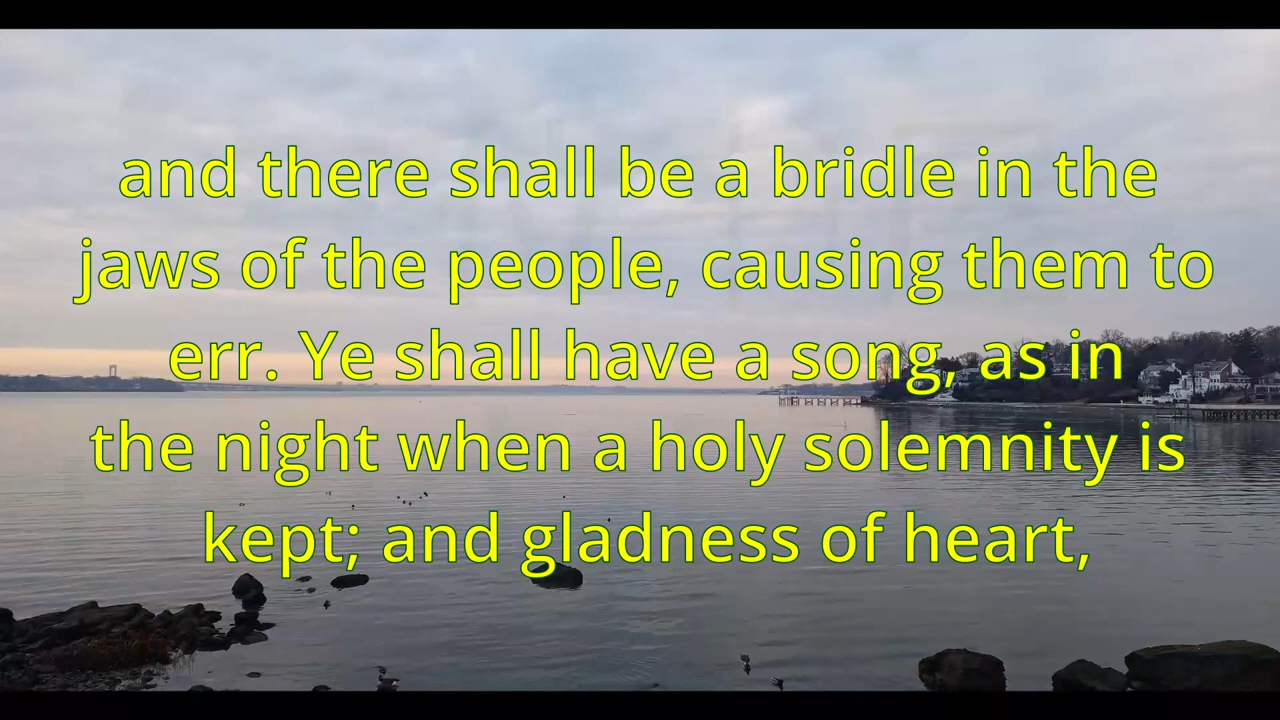 and there shall be a bridle in the
jaws of the people, causing them to
err. Ye shall have a song, as in
the night when a holy solemnity is
kept; and gladness of heart,